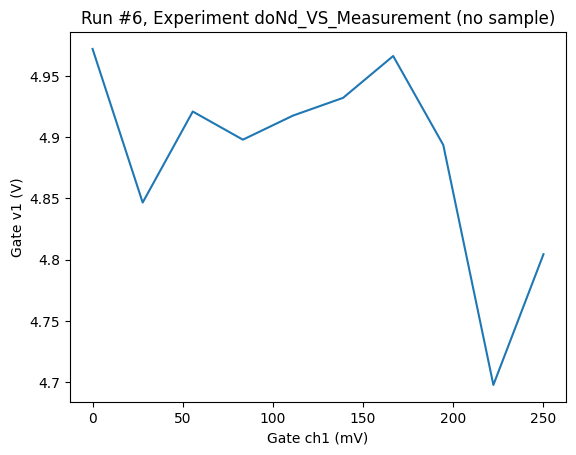 Run #6, Experiment doNd_VS_Measurement (no sample)
4.95
4.9
4.85
4.8
4.75
4.7
Gate v1 (V)
0 50 100 150 200 250
Gate ch1 (mV)